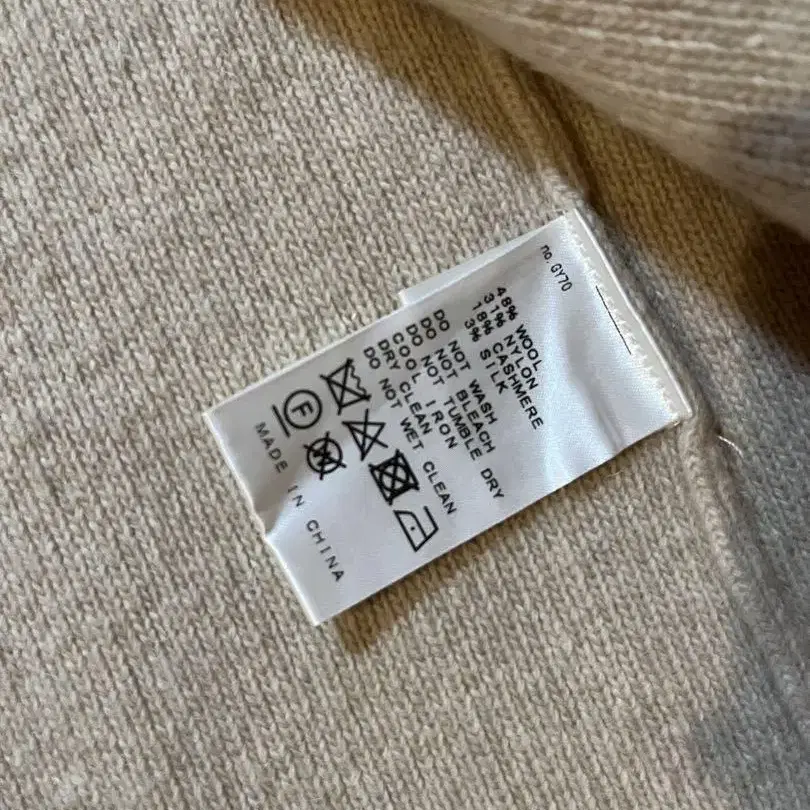 no. GY70
48% WOOL
31% NYLON
18% CASHMERE
3% SILK
DO NOT WASH
DO NOT BLEACH
DO NOT TUMBLE DRY
COOL IRON
DRY CLEAN
DO NOT WET CLEAN
F
MADE IN CHINA